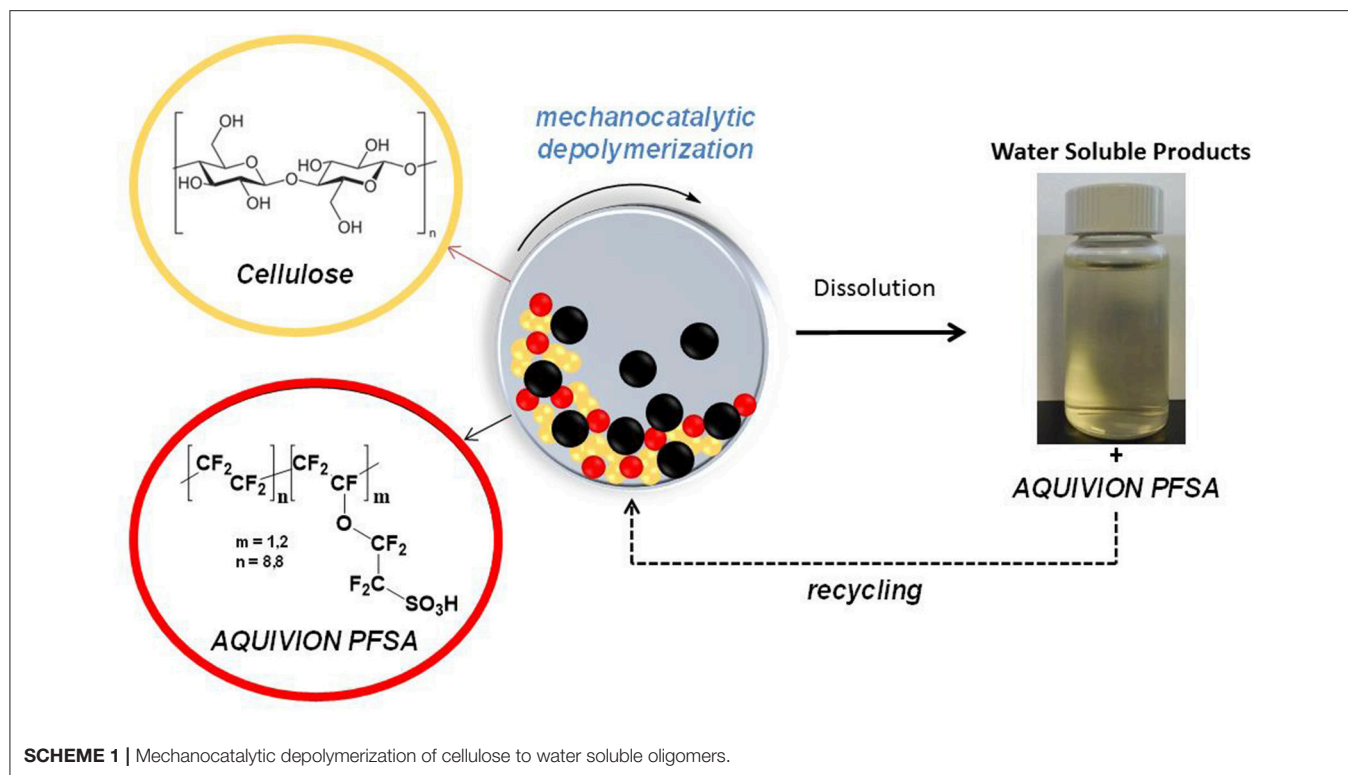 OH
O
HO
OH
O
HO
OH
O
O
OH
n
Cellulose
mechanocatalytic
depolymerization
Water Soluble Products
Dissolution
+
AQUIVION PFSA
recycling
CF2
CF2
n
CF2
CF
m
O
CF2
F2C
SO3H
m = 1,2
n = 8,8
AQUIVION PFSA
SCHEME 1 | Mechanocatalytic depolymerization of cellulose to water soluble oligomers.